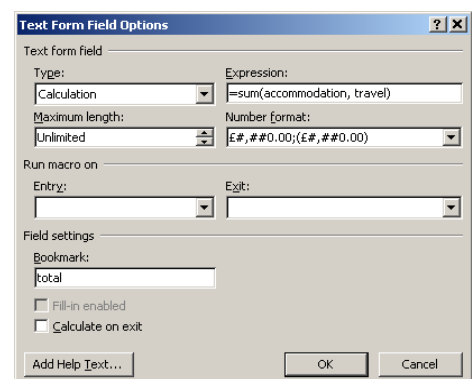 Text Form Field Options
Text form field
Type: Expression:
Calculation =sum(accommodation, travel)
Maximum length: Number format:
Unlimited £#,##0.00;(£#,##0.00)
Run macro on
Entry: Exit:
Field settings
Bookmark:
total
Fill-in enabled
Calculate on exit
Add Help Text... OK Cancel